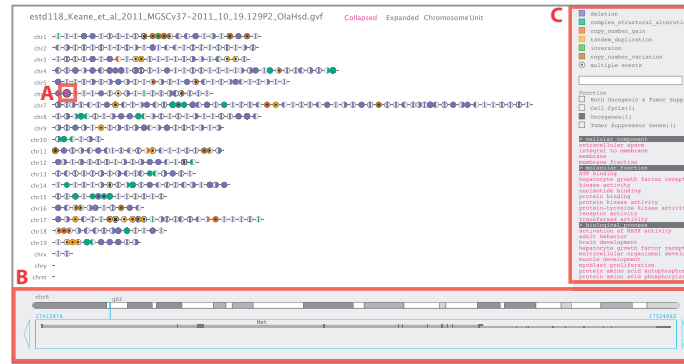 estd118_Keane_et_al_2011_MGSCv37-2011_10_19.129P2_OlaHsd.gvf
Collapsed Expanded Chromosome Unit
chr1
chr2
chr3
chr4
chr5
A
chr6
chr7
chr8
chr9
chr10
chr11
chr12
chr13
chr14
chr15
chr16
chr17
chr18
chr19
chrx
chry
chrm
C
deletion
complex_structural_alterati
copy_number_gain
tandem_duplication
inversion
copy_number_variation
multiple events
Function
Both Oncogenic & Tumor Supp
Cell Cycle(1)
Oncogenes(1)
Tumor Suppressor Genes(1)
cellular component
extracellular space
integral to membrane
membrane
membrane fraction
molecular function
ATP binding
hepatocyte growth factor recept
kinase activity
nucleotide binding
protein binding
protein kinase activity
protein-tyrosine kinase activit
receptor activity
transferase activity
biological_process
activation of MAPK activity
adult behavior
brain development
hepatocyte growth factor recept
multicellular organismal develo
muscle development
myoblast proliferation
protein amino acid autophosphor
protein amino acid phosphorylat
B
chr6
qA2
17412974
17524962
Met